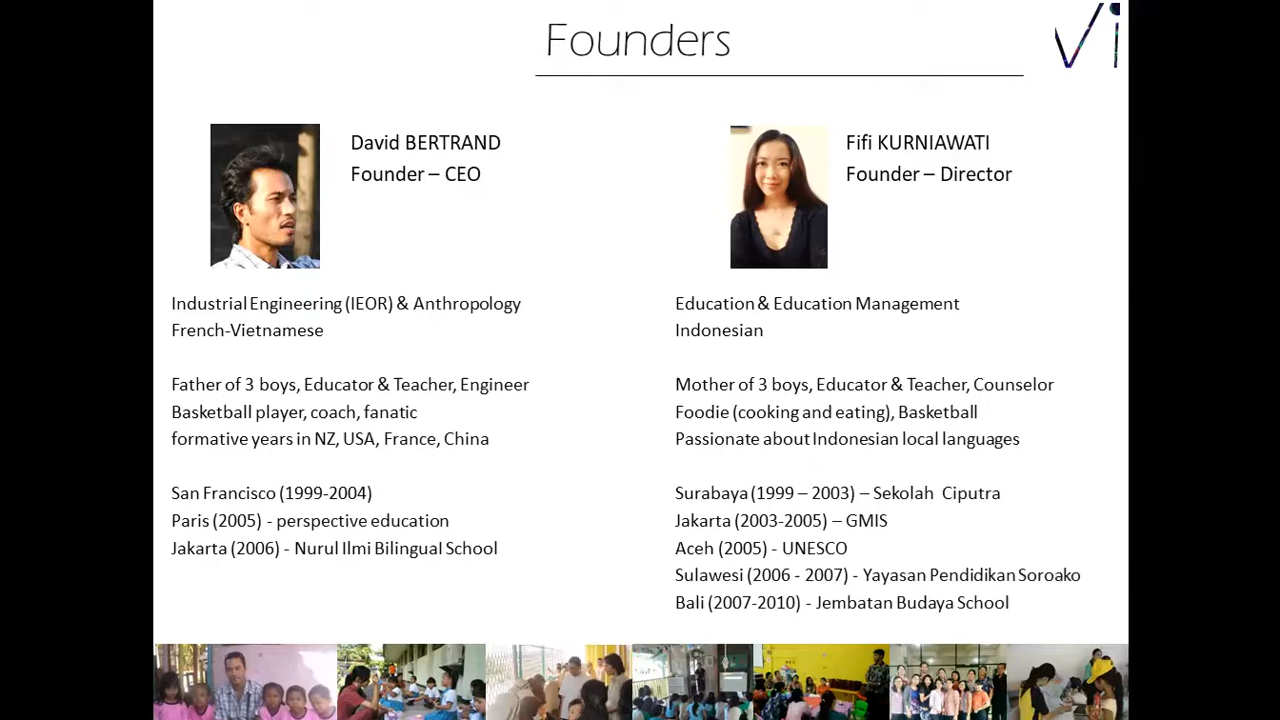 Founders
Vi
David BERTRAND
Founder – CEO
Industrial Engineering (IEOR) & Anthropology
French-Vietnamese
Father of 3 boys, Educator & Teacher, Engineer
Basketball player, coach, fanatic
formative years in NZ, USA, France, China
San Francisco (1999-2004)
Paris (2005) - perspective education
Jakarta (2006) - Nurul Ilmi Bilingual School
Fifi KURNIAWATI
Founder – Director
Education & Education Management
Indonesian
Mother of 3 boys, Educator & Teacher, Counselor
Foodie (cooking and eating), Basketball
Passionate about Indonesian local languages
Surabaya (1999 – 2003) – Sekolah Ciputra
Jakarta (2003-2005) – GMIS
Aceh (2005) - UNESCO
Sulawesi (2006 - 2007) - Yayasan Pendidikan Soroako
Bali (2007-2010) - Jembatan Budaya School